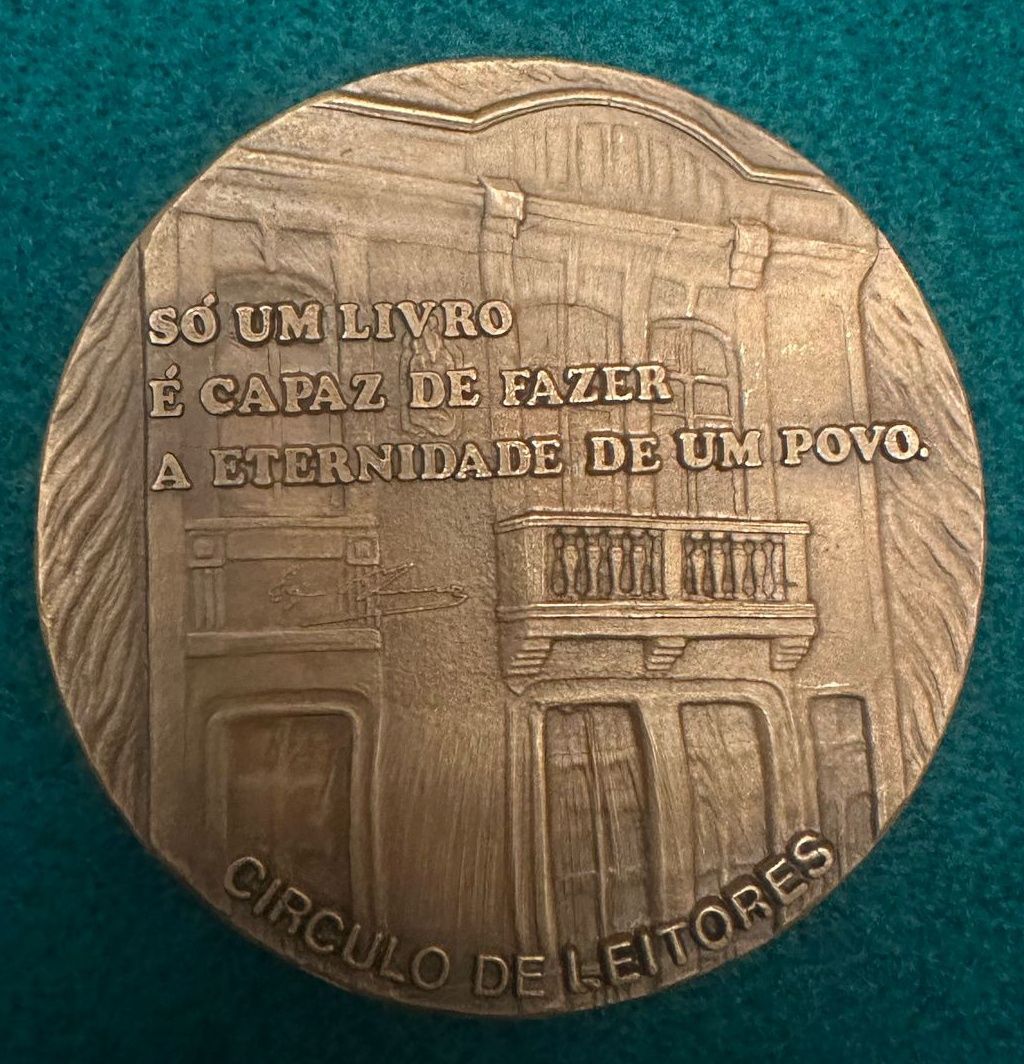 SÓ UM LIVRO
É CAPAZ DE FAZER
A ETERNIDADE DE UM POVO.
CIRCULO DE LEITORES